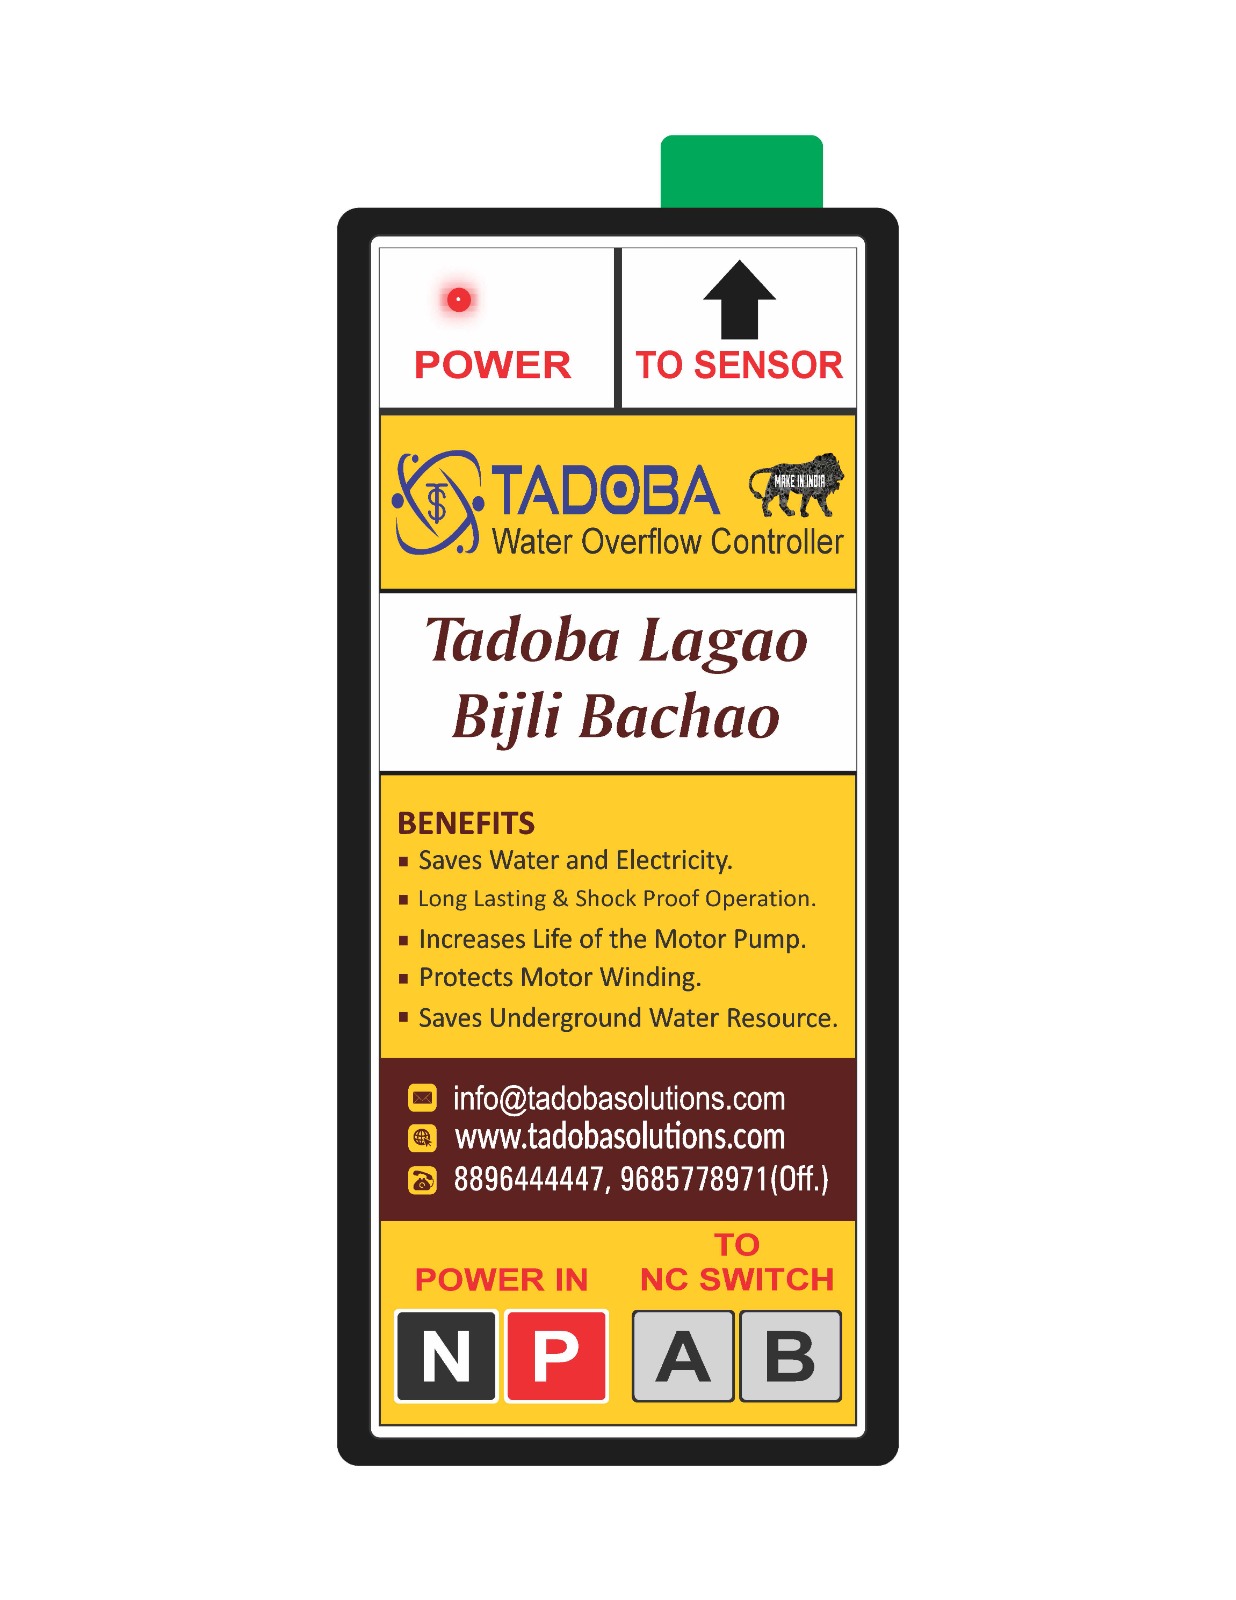 POWER
TO SENSOR
TADOBA
MAKE IN INDIA
Water Overflow Controller
Tadoba Lagao
Bijli Bachao
BENEFITS
▪ Saves Water and Electricity.
▪ Long Lasting & Shock Proof Operation.
▪ Increases Life of the Motor Pump.
▪ Protects Motor Winding.
▪ Saves Underground Water Resource.
info@tadobasolutions.com
www.tadobasolutions.com
8896444447, 9685778971(Off.)
POWER IN
TO
NC SWITCH
N P A B